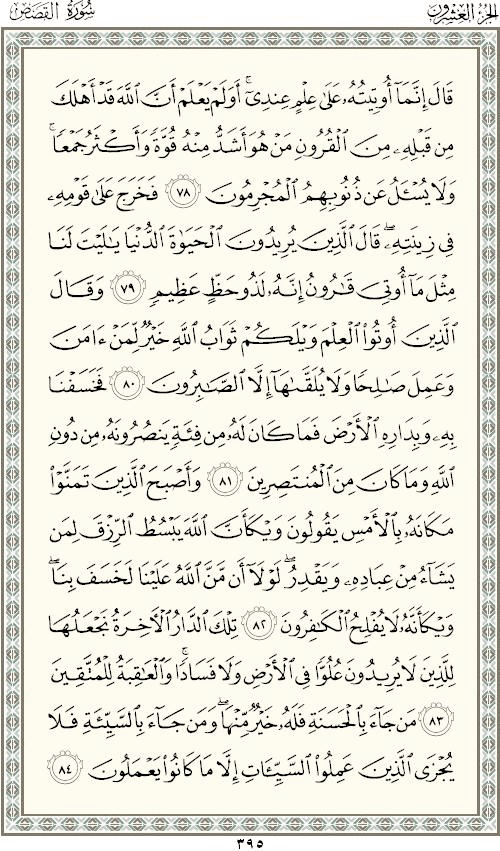 الجزء العشرون
سورة القصص
قَالَ إِنَّمَآ أُوتِيتُهُۥ عَلَىٰ عِلْمٍ عِندِىٓ ۚ أَوَلَمْ يَعْلَمْ أَنَّ ٱللَّهَ قَدْ أَهْلَكَ
مِن قَبْلِهِۦ مِنَ ٱلْقُرُونِ مَنْ هُوَ أَشَدُّ مِنْهُ قُوَّةً وَأَكْثَرُ جَمْعًا ۚ
وَلَا يُسْـَٔلُ عَن ذُنُوبِهِمُ ٱلْمُجْرِمُونَ ٧٨ فَخَرَجَ عَلَىٰ قَوْمِهِۦ
فِى زِينَتِهِۦ ۖ قَالَ ٱلَّذِينَ يُرِيدُونَ ٱلْحَيَوٰةَ ٱلدُّنْيَا يَـٰلَيْتَ لَنَا
مِثْلَ مَآ أُوتِىَ قَـٰرُونُ إِنَّهُۥ لَذُو حَظٍّ عَظِيمٍ ٧٩ وَقَالَ
ٱلَّذِينَ أُوتُوا۟ ٱلْعِلْمَ وَيْلَكُمْ ثَوَابُ ٱللَّهِ خَيْرٌ لِّمَنْ ءَامَنَ
وَعَمِلَ صَـٰلِحًا وَلَا يُلَقَّىٰهَآ إِلَّا ٱلصَّـٰبِرُونَ ٨٠ فَخَسَفْنَا
بِهِۦ وَبِدَارِهِ ٱلْأَرْضَ فَمَا كَانَ لَهُۥ مِن فِئَةٍ يَنصُرُونَهُۥ مِن دُونِ
ٱللَّهِ وَمَا كَانَ مِنَ ٱلْمُنتَصِرِينَ ٨١ وَأَصْبَحَ ٱلَّذِينَ تَمَنَّوْا۟
مَكَانَهُۥ بِٱلْأَمْسِ يَقُولُونَ وَيْكَأَنَّ ٱللَّهَ يَبْسُطُ ٱلرِّزْقَ لِمَن
يَشَآءُ مِنْ عِبَادِهِۦ وَيَقْدِرُ ۖ لَوْلَآ أَن مَّنَّ ٱللَّهُ عَلَيْنَا لَخَسَفَ بِنَا ۖ
وَيْكَأَنَّهُۥ لَا يُفْلِحُ ٱلْكَـٰفِرُونَ ٨٢ تِلْكَ ٱلدَّارُ ٱلْـَٔاخِرَةُ نَجْعَلُهَا
لِلَّذِينَ لَا يُرِيدُونَ عُلُوًّا فِى ٱلْأَرْضِ وَلَا فَسَادًا ۚ وَٱلْعَـٰقِبَةُ لِلْمُتَّقِينَ
٨٣ مَن جَآءَ بِٱلْحَسَنَةِ فَلَهُۥ خَيْرٌ مِّنْهَا ۖ وَمَن جَآءَ بِٱلسَّيِّئَةِ فَلَا
يُجْزَى ٱلَّذِينَ عَمِلُوا۟ ٱلسَّيِّـَٔاتِ إِلَّا مَا كَانُوا۟ يَعْمَلُونَ ٨٤
٣٩٥